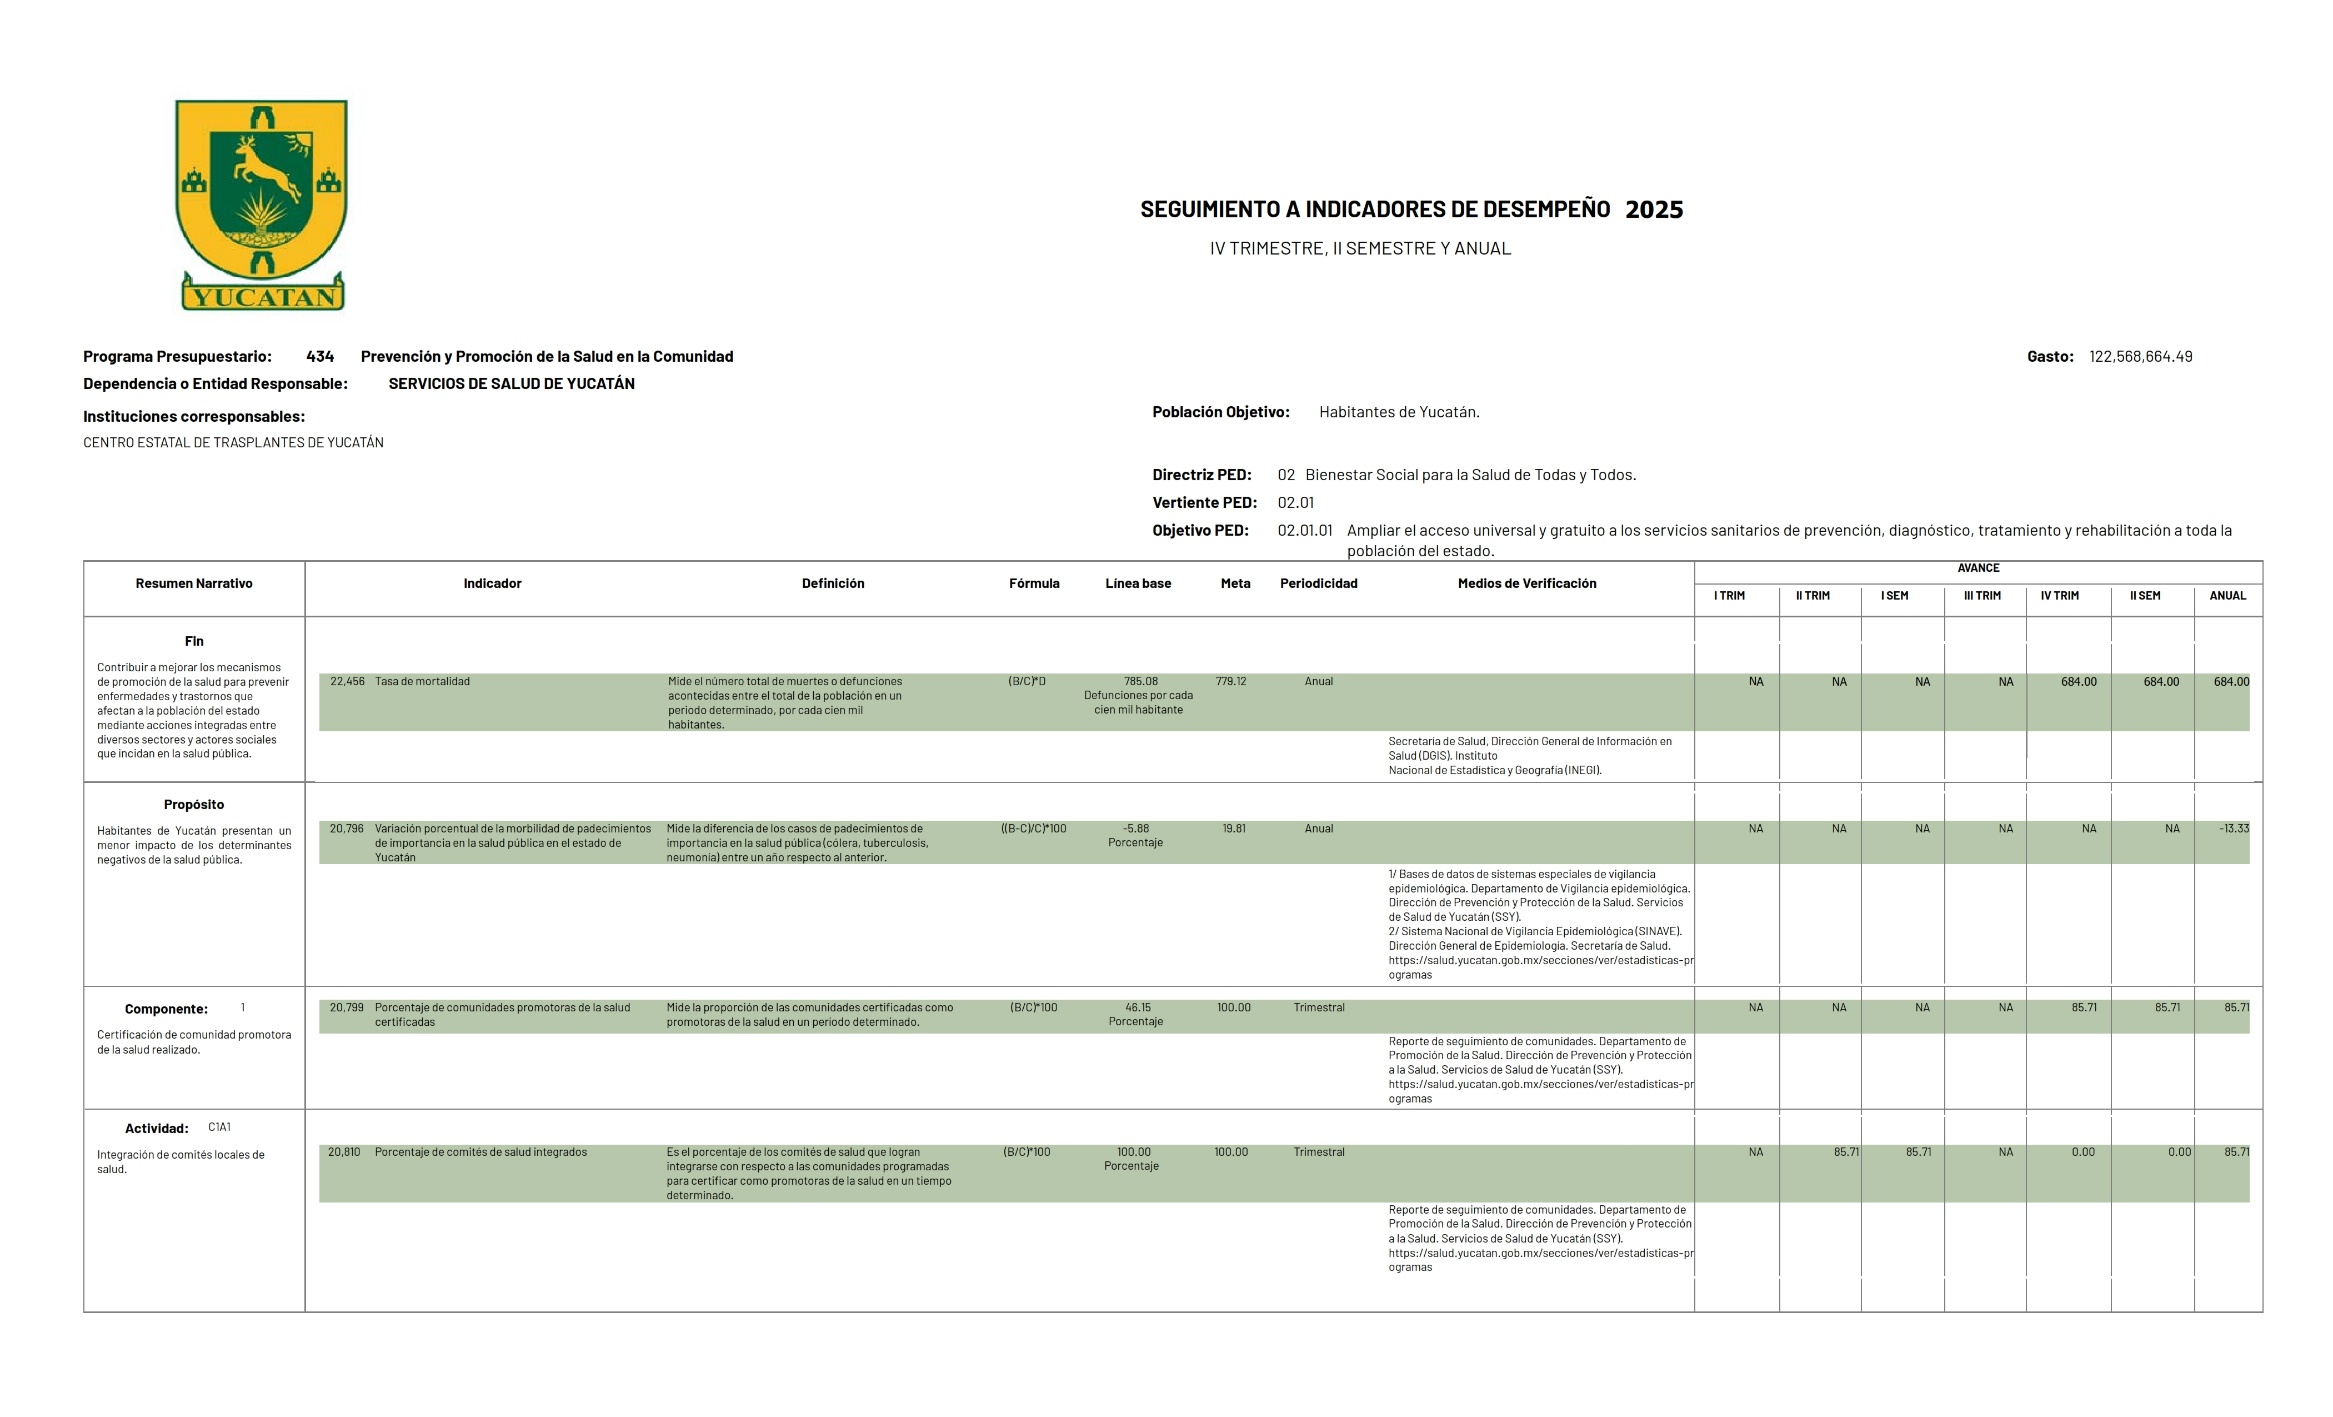 YUCATAN
SEGUIMIENTO A INDICADORES DE DESEMPEÑO 2025
IV TRIMESTRE, II SEMESTRE Y ANUAL
Programa Presupuestario: 434 Prevención y Promoción de la Salud en la Comunidad
Gasto: 122,568,664.49
Dependencia o Entidad Responsable: SERVICIOS DE SALUD DE YUCATÁN
Instituciones corresponsables:
CENTRO ESTATAL DE TRASPLANTES DE YUCATÁN
Población Objetivo: Habitantes de Yucatán.
Directriz PED: 02 Bienestar Social para la Salud de Todas y Todos.
Vertiente PED: 02.01
Objetivo PED: 02.01.01 Ampliar el acceso universal y gratuito a los servicios sanitarios de prevención, diagnóstico, tratamiento y rehabilitación a toda la
población del estado.
Resumen Narrativo Indicador Definición Fórmula Línea base Meta Periodicidad Medios de Verificación AVANCE
I TRIM II TRIM I SEM III TRIM IV TRIM II SEM ANUAL
Fin
Contribuir a mejorar los mecanismos
de promoción de la salud para prevenir
enfermedades y trastornos que
afectan a la población del estado
mediante acciones integradas entre
diversos sectores y actores sociales
que incidan en la salud pública.
22,456 Tasa de mortalidad
Mide el número total de muertes o defunciones
acontecidas entre el total de la población en un
periodo determinado, por cada cien mil
habitantes.
(B/C)*D
785.08
Defunciones por cada
cien mil habitante
779.12
Anual
NA NA NA NA 684.00 684.00 684.00
Secretaría de Salud, Dirección General de Información en
Salud (DGIS). Instituto
Nacional de Estadística y Geografía (INEGI).
Propósito
Habitantes de Yucatán presentan un
menor impacto de los determinantes
negativos de la salud pública.
20,796 Variación porcentual de la morbilidad de padecimientos
de importancia en la salud pública en el estado de
Yucatán
Mide la diferencia de los casos de padecimientos de
importancia en la salud pública (cólera, tuberculosis,
neumonía) entre un año respecto al anterior.
((B-C)/C)*100
-5.88
Porcentaje
19.81
Anual
NA NA NA NA NA NA -13.33
1/ Bases de datos de sistemas especiales de vigilancia
epidemiológica. Departamento de Vigilancia epidemiológica.
Dirección de Prevención y Protección de la Salud. Servicios
de Salud de Yucatán (SSY).
2/ Sistema Nacional de Vigilancia Epidemiológica (SINAVE).
Dirección General de Epidemiología. Secretaría de Salud.
https://salud.yucatan.gob.mx/secciones/ver/estadisticas-pr
ogramas
Componente: 1
Certificación de comunidad promotora
de la salud realizado.
20,799 Porcentaje de comunidades promotoras de la salud
certificadas
Mide la proporción de las comunidades certificadas como
promotoras de la salud en un periodo determinado.
(B/C)*100
46.15
Porcentaje
100.00
Trimestral
NA NA NA NA 85.71 85.71 85.71
Reporte de seguimiento de comunidades. Departamento de
Promoción de la Salud. Dirección de Prevención y Protección
a la Salud. Servicios de Salud de Yucatán (SSY).
https://salud.yucatan.gob.mx/secciones/ver/estadisticas-pr
ogramas
Actividad: C1A1
Integración de comités locales de
salud.
20,810 Porcentaje de comités de salud integrados
Es el porcentaje de los comités de salud que logran
integrarse con respecto a las comunidades programadas
para certificar como promotoras de la salud en un tiempo
determinado.
(B/C)*100
100.00
Porcentaje
100.00
Trimestral
NA 85.71 85.71 NA 0.00 0.00 85.71
Reporte de seguimiento de comunidades. Departamento de
Promoción de la Salud. Dirección de Prevención y Protección
a la Salud. Servicios de Salud de Yucatán (SSY).
https://salud.yucatan.gob.mx/secciones/ver/estadisticas-pr
ogramas